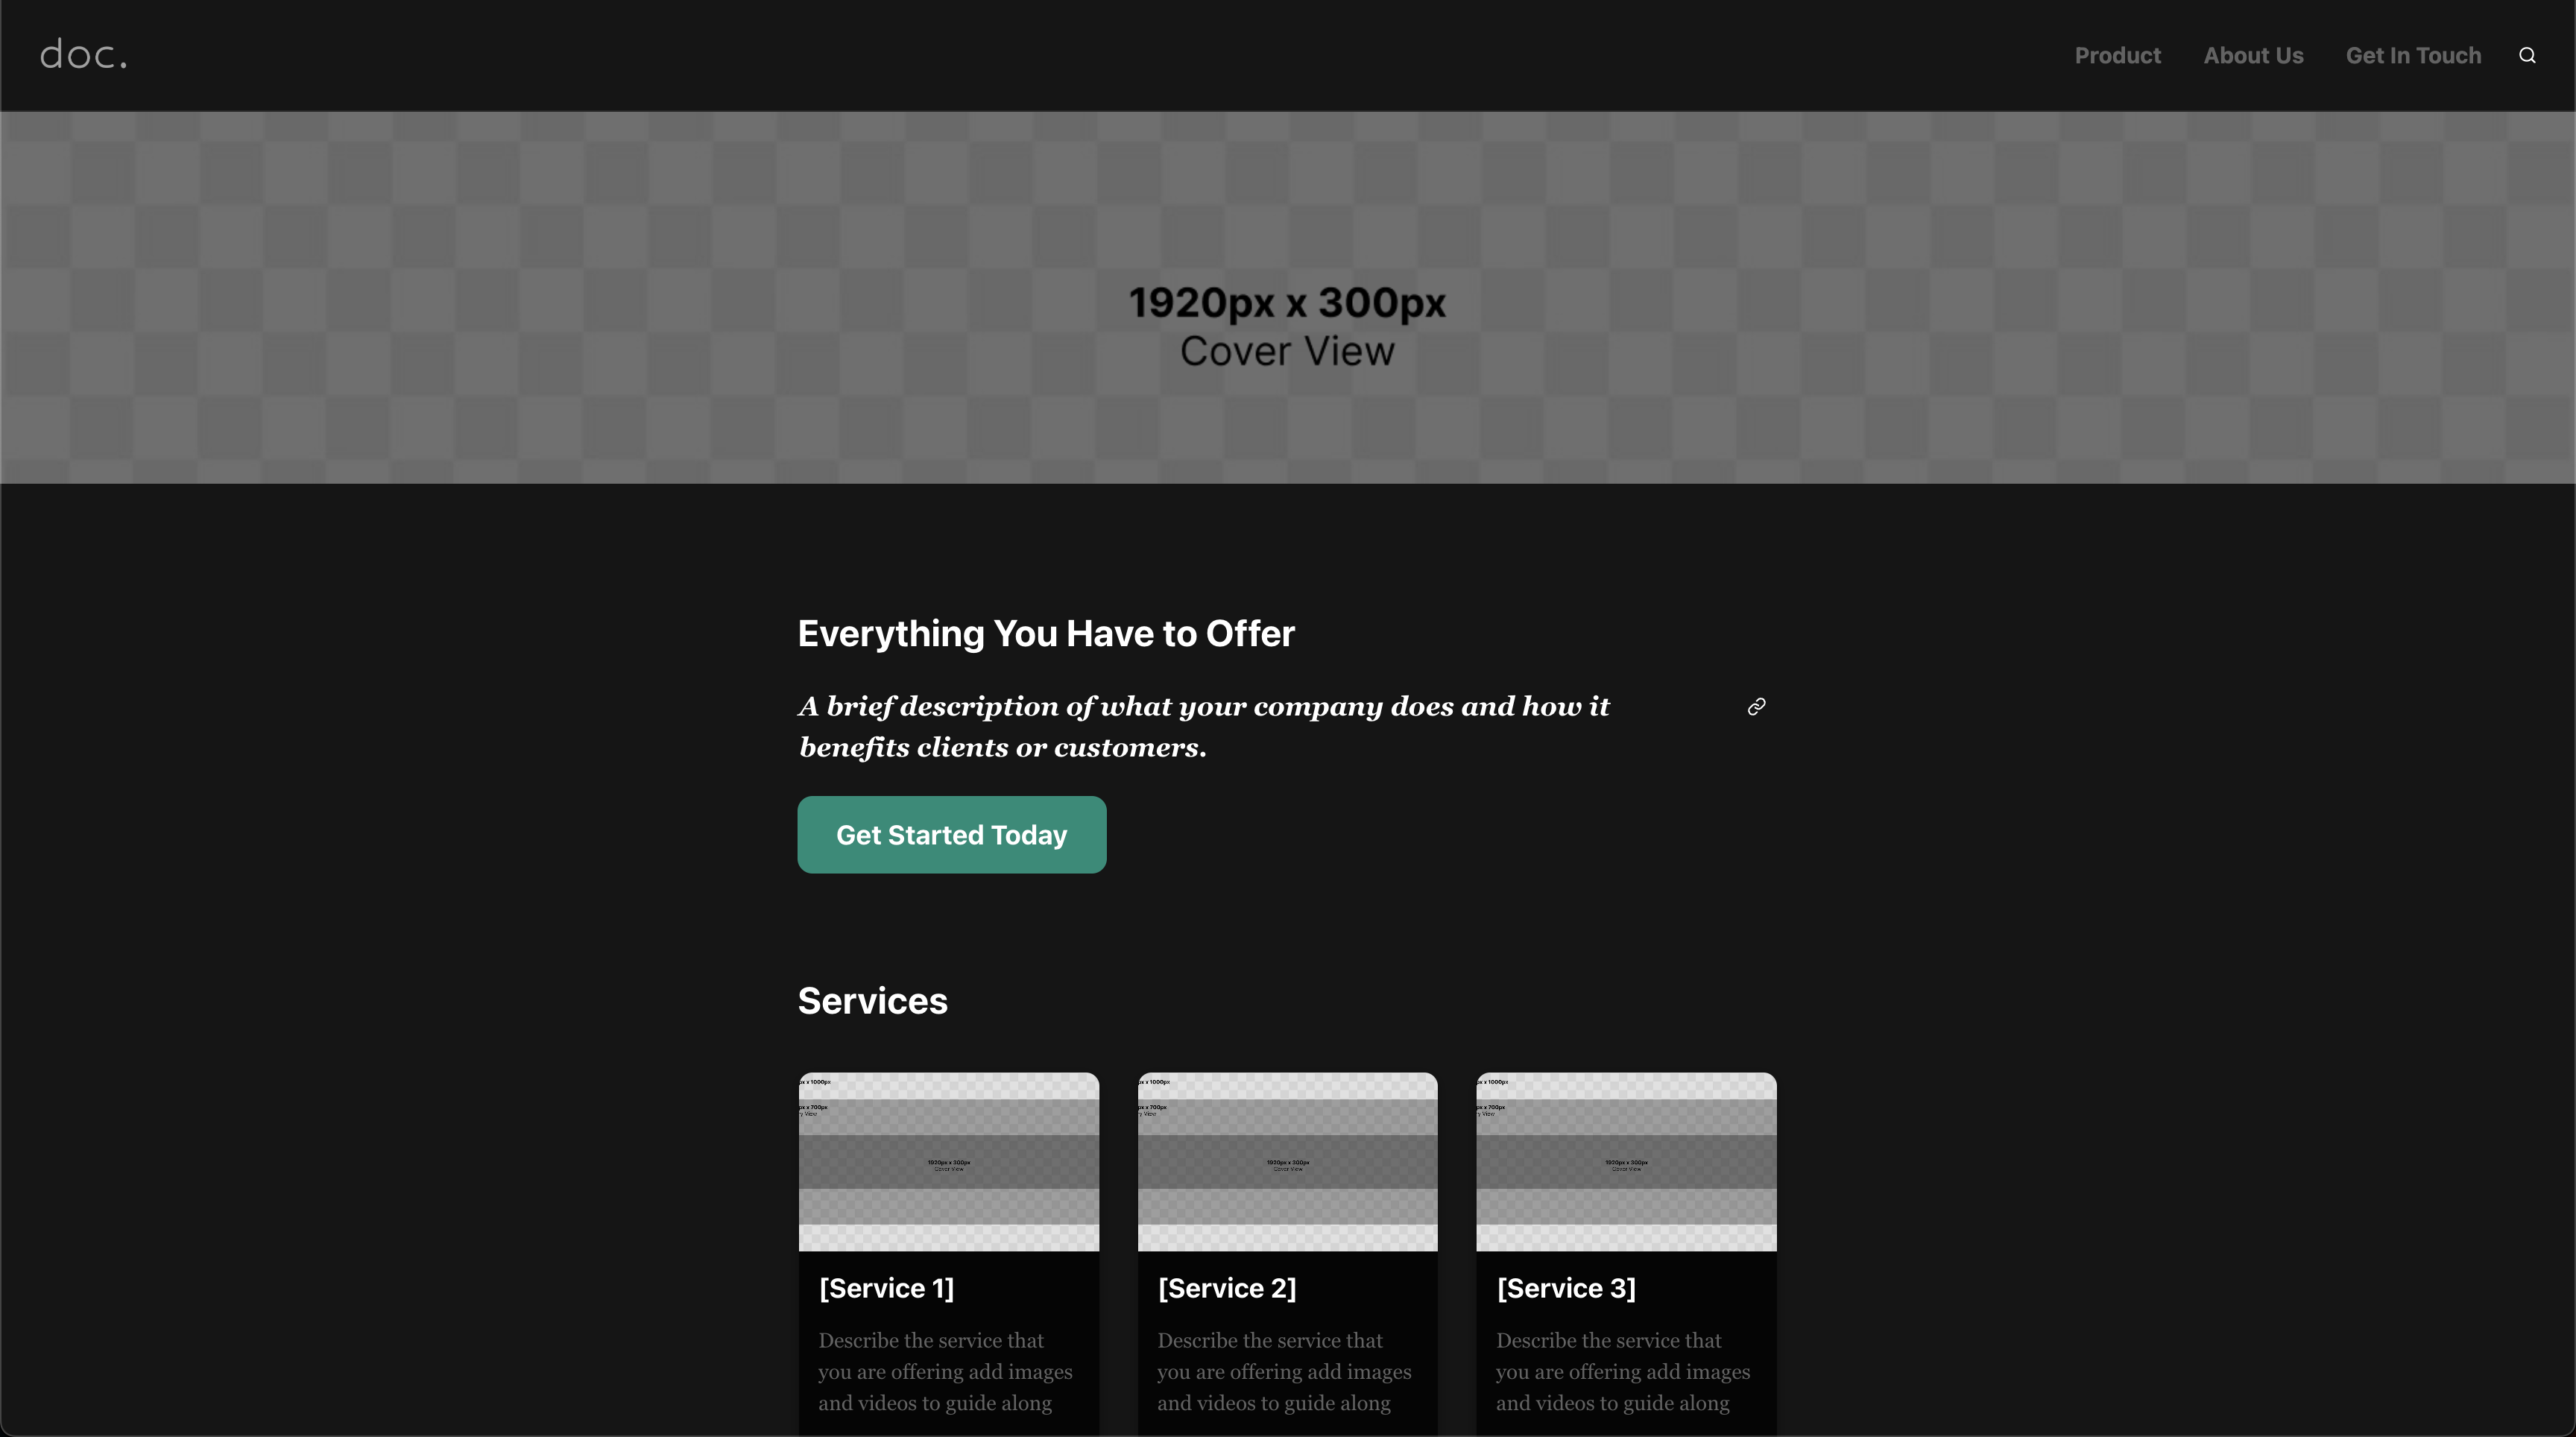 doc.
Product
About Us
Get In Touch
1920px x 300px
Cover View
Everything You Have to Offer
A brief description of what your company does and how it
benefits clients or customers.
Get Started Today
Services
px x 1000px
px x 700px
y View
1920px x 300px
Cover View
px x 1000px
px x 700px
y View
1920px x 300px
Cover View
px x 1000px
px x 700px
y View
1920px x 300px
Cover View
[Service 1]
Describe the service that
you are offering add images
and videos to guide along
[Service 2]
Describe the service that
you are offering add images
and videos to guide along
[Service 3]
Describe the service that
you are offering add images
and videos to guide along